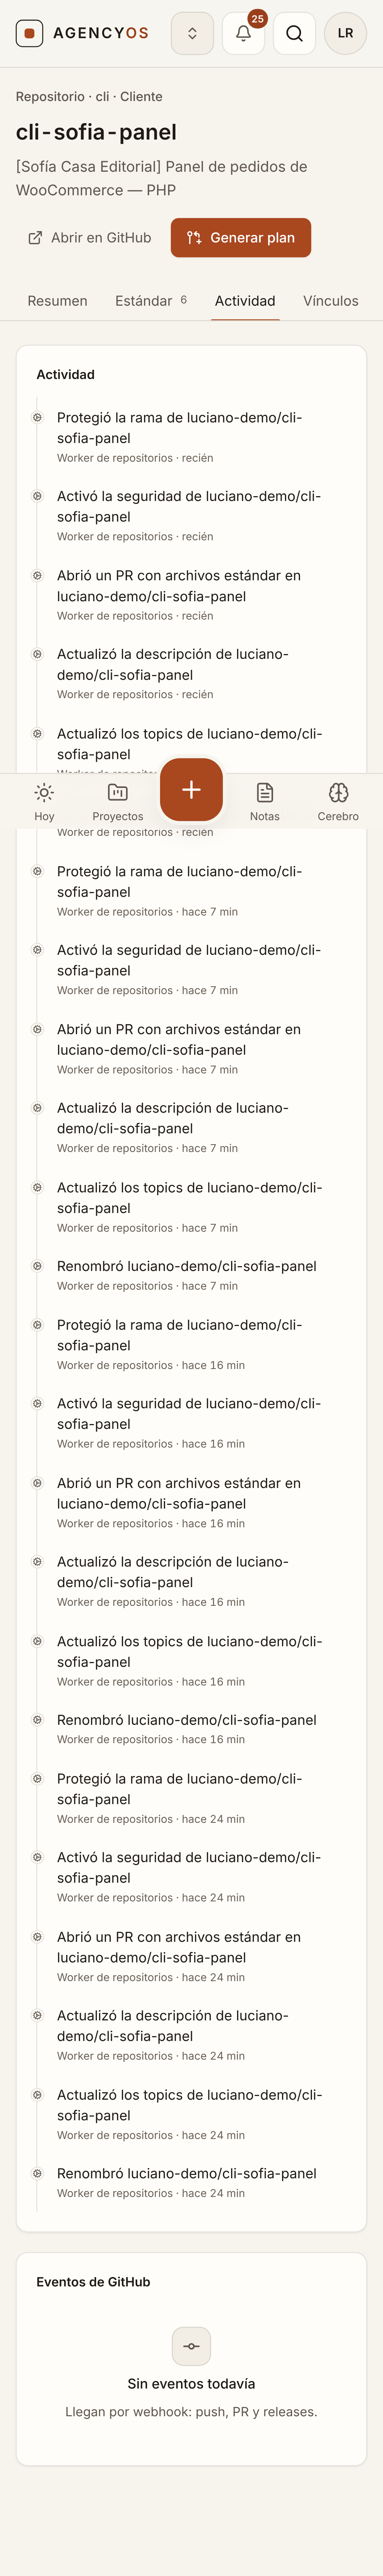 AGENCYOS
25
LR
Repositorio · cli · Cliente
cli-sofia-panel
[Sofía Casa Editorial] Panel de pedidos de
WooCommerce — PHP
Abrir en GitHub
Generar plan
Resumen
Estándar 6
Actividad
Vínculos
Actividad
Protegió la rama de luciano-demo/cli-
sofia-panel
Worker de repositorios · recién
Activó la seguridad de luciano-demo/cli-
sofia-panel
Worker de repositorios · recién
Abrió un PR con archivos estándar en
luciano-demo/cli-sofia-panel
Worker de repositorios · recién
Actualizó la descripción de luciano-
demo/cli-sofia-panel
Worker de repositorios · recién
Actualizó los topics de luciano-demo/cli-
sofia-panel
Hoy
Proyectos
Notas
Cerebro
Worker de repositorios · recién
Protegió la rama de luciano-demo/cli-
sofia-panel
Worker de repositorios · hace 7 min
Activó la seguridad de luciano-demo/cli-
sofia-panel
Worker de repositorios · hace 7 min
Abrió un PR con archivos estándar en
luciano-demo/cli-sofia-panel
Worker de repositorios · hace 7 min
Actualizó la descripción de luciano-
demo/cli-sofia-panel
Worker de repositorios · hace 7 min
Actualizó los topics de luciano-demo/cli-
sofia-panel
Worker de repositorios · hace 7 min
Renombró luciano-demo/cli-sofia-panel
Worker de repositorios · hace 7 min
Protegió la rama de luciano-demo/cli-
sofia-panel
Worker de repositorios · hace 16 min
Activó la seguridad de luciano-demo/cli-
sofia-panel
Worker de repositorios · hace 16 min
Abrió un PR con archivos estándar en
luciano-demo/cli-sofia-panel
Worker de repositorios · hace 16 min
Actualizó la descripción de luciano-
demo/cli-sofia-panel
Worker de repositorios · hace 16 min
Actualizó los topics de luciano-demo/cli-
sofia-panel
Worker de repositorios · hace 16 min
Renombró luciano-demo/cli-sofia-panel
Worker de repositorios · hace 16 min
Protegió la rama de luciano-demo/cli-
sofia-panel
Worker de repositorios · hace 24 min
Activó la seguridad de luciano-demo/cli-
sofia-panel
Worker de repositorios · hace 24 min
Abrió un PR con archivos estándar en
luciano-demo/cli-sofia-panel
Worker de repositorios · hace 24 min
Actualizó la descripción de luciano-
demo/cli-sofia-panel
Worker de repositorios · hace 24 min
Actualizó los topics de luciano-demo/cli-
sofia-panel
Worker de repositorios · hace 24 min
Renombró luciano-demo/cli-sofia-panel
Worker de repositorios · hace 24 min
Eventos de GitHub
Sin eventos todavía
Llegan por webhook: push, PR y releases.